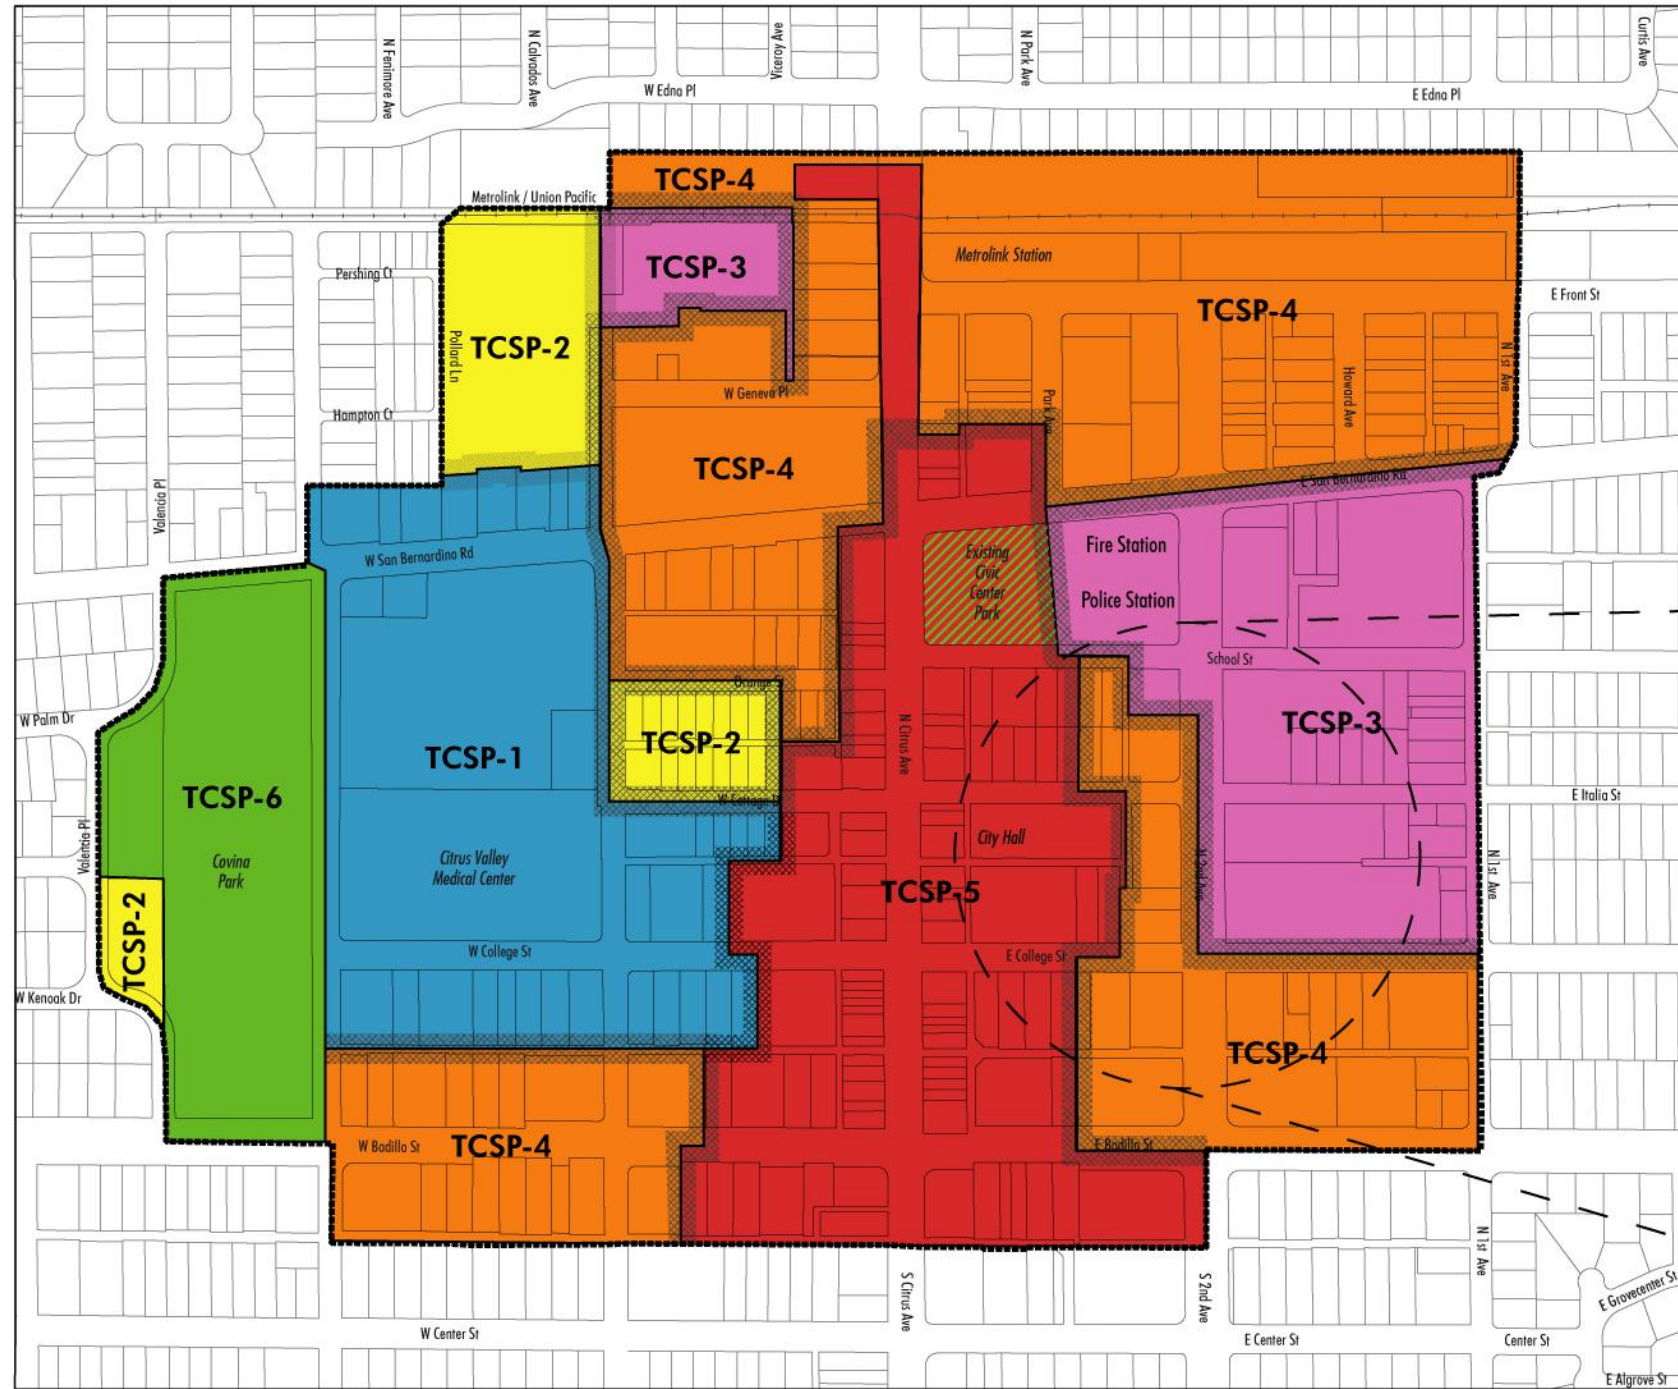 N Fenimore Ave
N Calvados Ave
Viceroy Ave
N Park Ave
Curtis Ave
W Edna Pl
E Edna Pl
TCSP-4
Metrolink / Union Pacific
TCSP-3
Metrolink Station
Pershing Ct
E Front St
TCSP-4
TCSP-2
Pollard Ln
N 1st Ave
Howard Ave
W Geneva Pl
Park Ave
Hampton Ct
TCSP-4
E San Bernardino Rd
Valencia Pl
W San Bernardino Rd
Existing
Civic
Center
Park
Fire Station
Police Station
School St
Orange St
W Palm Dr
TCSP-3
N Citrus Ave
TCSP-2
TCSP-1
TCSP-6
E Italia St
Valencia Pl
City Hall
Covina
Park
Citrus Valley
Medical Center
N 2nd Ave
N 1st Ave
TCSP-5
TCSP-2
W College St
E College St
W Kenoak Dr
TCSP-4
W Badillo St
TCSP-4
E Badillo St
N 1st Ave
S Citrus Ave
S 2nd Ave
E Grovecenter St
W Center St
E Center St
Center St
E Algrove St